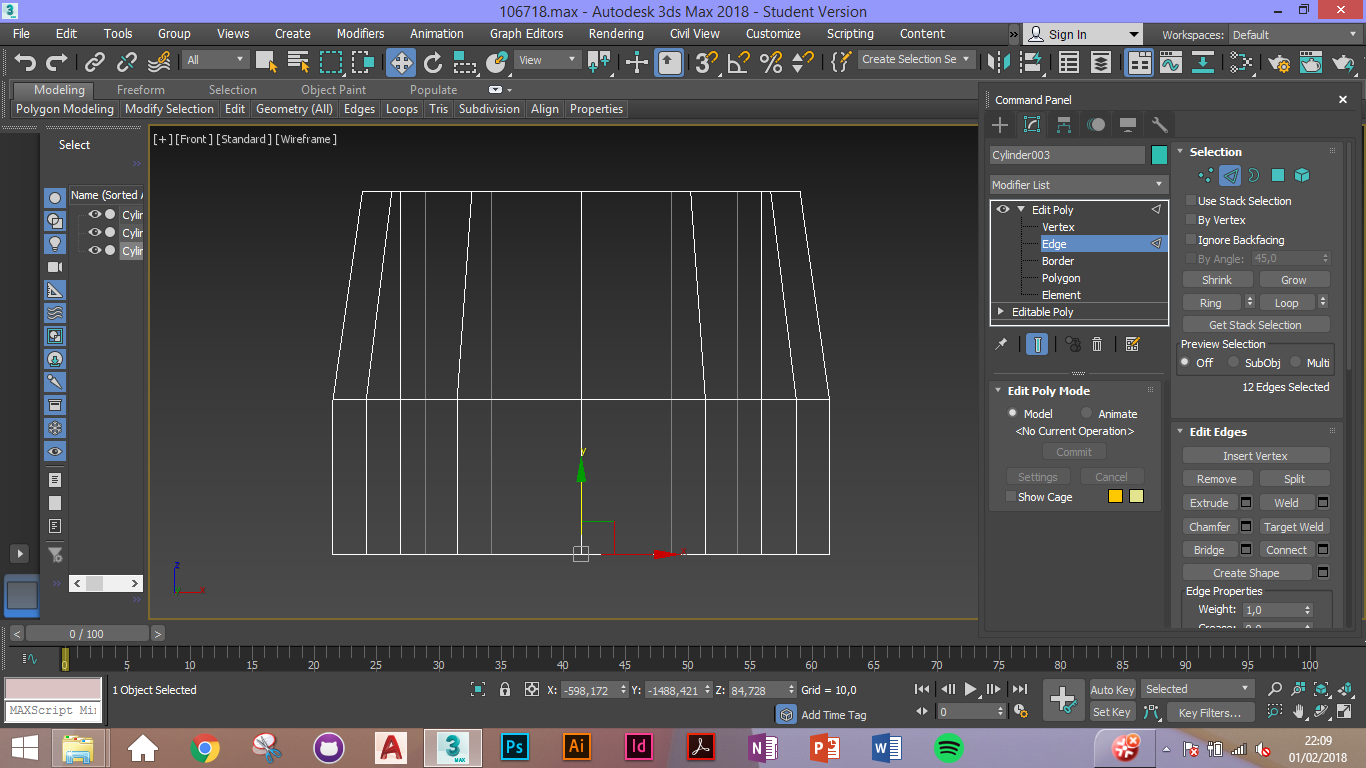 106718.max - Autodesk 3ds Max 2018 - Student Version
File Edit Tools Group Views Create Modifiers Animation Graph Editors Rendering Civil View Customize Scripting Content » Sign In Workspaces: Default
All View Create Selection Se
Modeling Freeform Selection Object Paint Populate
Polygon Modeling Modify Selection Edit Geometry (All) Edges Loops Tris Subdivision Align Properties
Command Panel
[+] [Front] [Standard] [Wireframe]
Select
Name (Sorted A
Cylin
Cylin
Cylin
Cylinder003
Modifier List
Edit Poly
Vertex
Edge
Border
Polygon
Element
Editable Poly
Edit Poly Mode
Model Animate
<No Current Operation>
Commit
Settings Cancel
Show Cage
Selection
Use Stack Selection
By Vertex
Ignore Backfacing
By Angle: 45,0
Shrink Grow
Ring Loop
Get Stack Selection
Preview Selection
Off SubObj Multi
12 Edges Selected
Edit Edges
Insert Vertex
Remove Split
Extrude Weld
Chamfer Target Weld
Bridge Connect
Create Shape
Edge Properties
Weight: 1,0
y
x
z
x
< 0 / 100 >
0 5 10 15 20 25 30 35 40 45 50 55 60 65 70 75 80 85 90 95 100
1 Object Selected X: -598,172 Y: -1488,421 Z: 84,728 Grid = 10,0 Auto Key Selected
MAXScript Mi Add Time Tag 0 Set Key Key Filters...
A 3 MAX Ps Ai Id N P W
22:09
01/02/2018